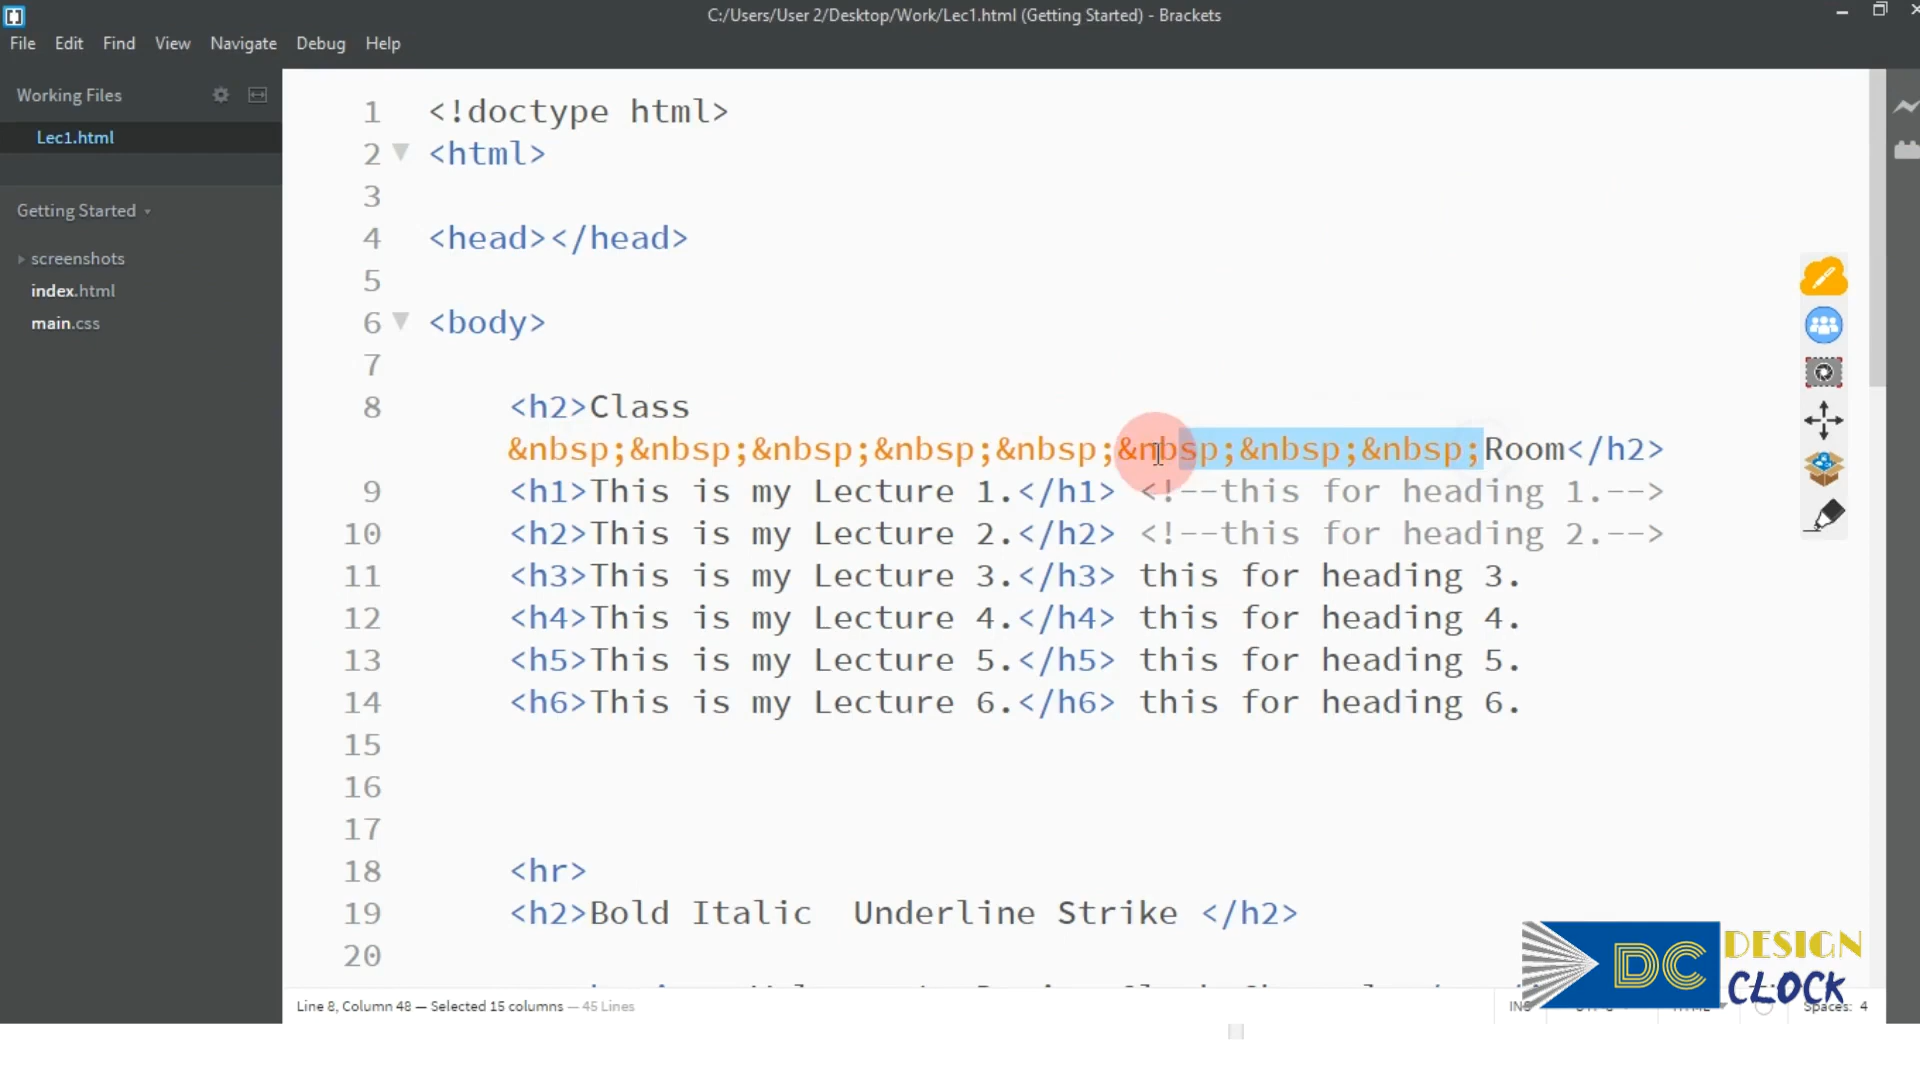 C:/Users/User 2/Desktop/Work/Lec1.html (Getting Started) - Brackets
File Edit Find View Navigate Debug Help
Working Files
Lec1.html
Getting Started
screenshots
index.html
main.css
1 <!doctype html>
2 <html>
3
4 <head></head>
5
6 <body>
7
8 <h2>Class
&nbsp;&nbsp;&nbsp;&nbsp;&nbsp;&nbsp;&nbsp;&nbsp;Room</h2>
9 <h1>This is my Lecture 1.</h1> <!--this for heading 1.-->
10 <h2>This is my Lecture 2.</h2> <!--this for heading 2.-->
11 <h3>This is my Lecture 3.</h3> this for heading 3.
12 <h4>This is my Lecture 4.</h4> this for heading 4.
13 <h5>This is my Lecture 5.</h5> this for heading 5.
14 <h6>This is my Lecture 6.</h6> this for heading 6.
15
16
17
18 <hr>
19 <h2>Bold Italic  Underline Strike </h2>
20
Line 8, Column 48 — Selected 15 columns — 45 Lines
INS
Spaces: 4
DC DESIGN
CLOCK